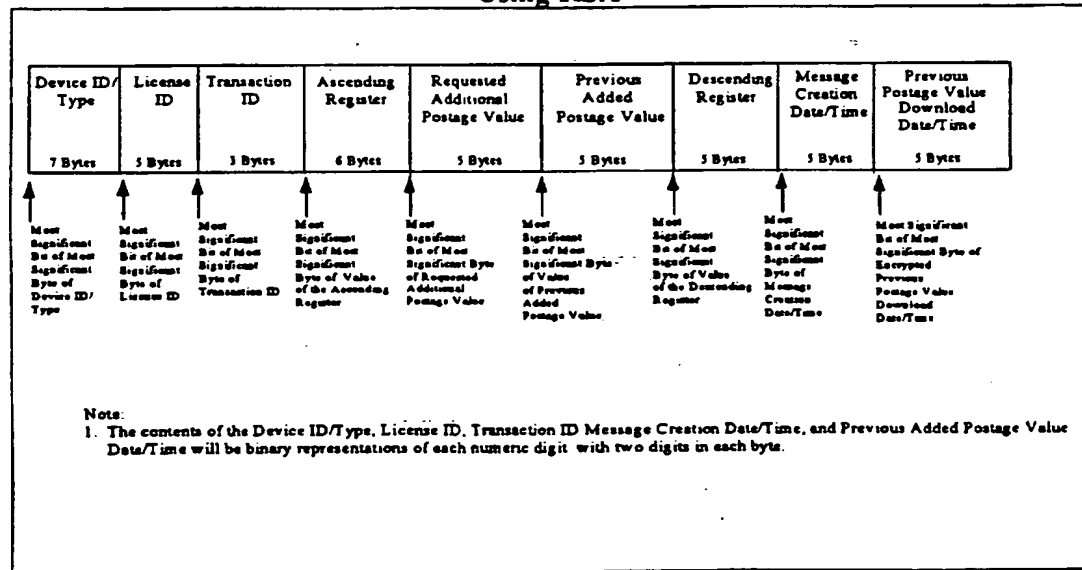 Device ID/
Type
7 Bytes
License
ID
5 Bytes
Transaction
ID
3 Bytes
Ascending
Register
6 Bytes
Requested
Additional
Postage Value
5 Bytes
Previous
Added
Postage Value
5 Bytes
Descending
Register
5 Bytes
Message
Creation
Date/Time
5 Bytes
Previous
Postage Value
Download
Date/Time
5 Bytes
Most
Significant
Bit of Most
Significant
Byte of
Device ID/
Type
Most
Significant
Bit of Most
Significant
Byte of
License ID
Most
Significant
Bit of Most
Significant
Byte of
Transaction ID
Most
Significant
Bit of Most
Significant
Byte of Value
of the Ascending
Register
Most
Significant
Bit of Most
Significant Byte
of Requested
Additional
Postage Value
Most
Significant
Bit of Most
Significant Byte
of Value
of Previous
Added
Postage Value
Most
Significant
Bit of Most
Significant
Byte of Value
of the Descending
Register
Most
Significant
Bit of Most
Significant
Byte of
Message
Creation
Date/Time
Most Significant
Bit of Most
Significant Byte of
Encrypted
Previous
Postage Value
Download
Date/Time
Note:
1. The contents of the Device ID/Type, License ID, Transaction ID Message Creation Date/Time, and Previous Added Postage Value
Date/Time will be binary representations of each numeric digit with two digits in each byte.